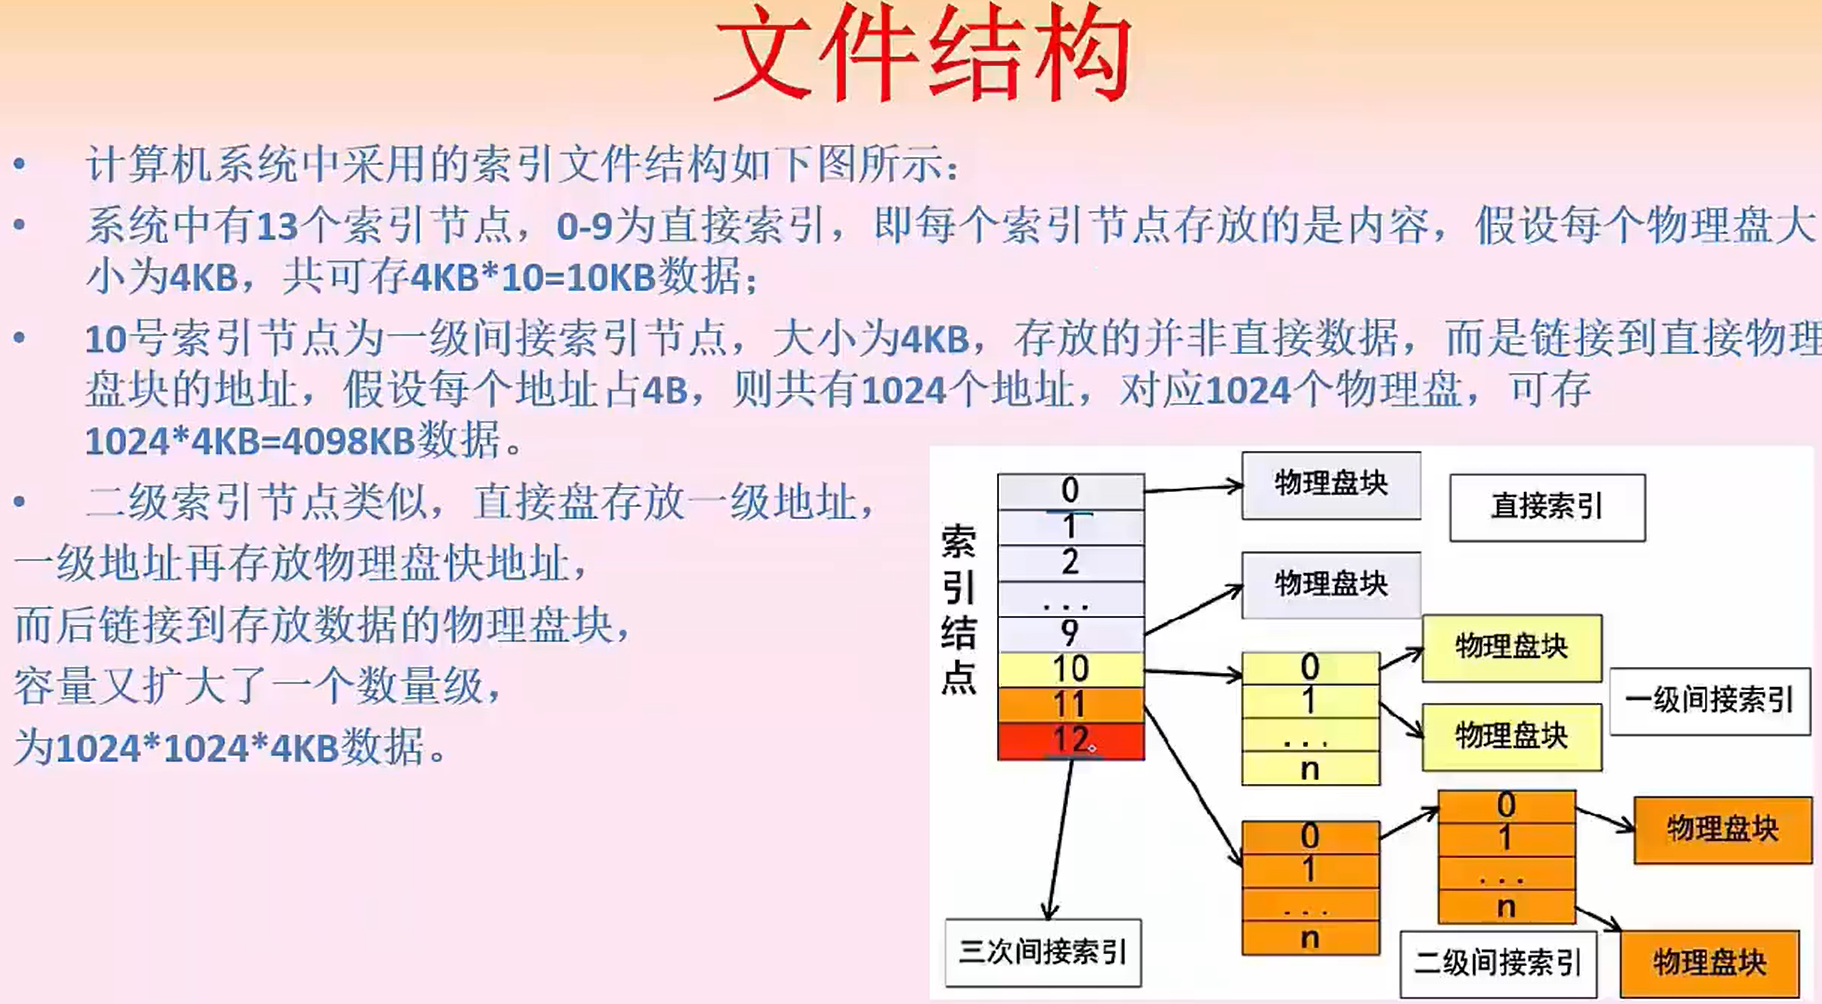 文件结构
• 计算机系统中采用的索引文件结构如下图所示：
• 系统中有13个索引节点，0-9为直接索引，即每个索引节点存放的是内容，假设每个物理盘大
小为4KB，共可存4KB*10=10KB数据；
• 10号索引节点为一级间接索引节点，大小为4KB，存放的并非直接数据，而是链接到直接物理
盘块的地址，假设每个地址占4B，则共有1024个地址，对应1024个物理盘，可存
1024*4KB=4098KB数据。
• 二级索引节点类似，直接盘存放一级地址，
一级地址再存放物理盘快地址，
而后链接到存放数据的物理盘块，
容量又扩大了一个数量级，
为1024*1024*4KB数据。
索引结点
0
1
2
...
9
10
11
12
物理盘块
直接索引
物理盘块
0
1
...
n
物理盘块
物理盘块
一级间接索引
0
1
...
n
0
1
...
n
物理盘块
物理盘块
二级间接索引
三次间接索引